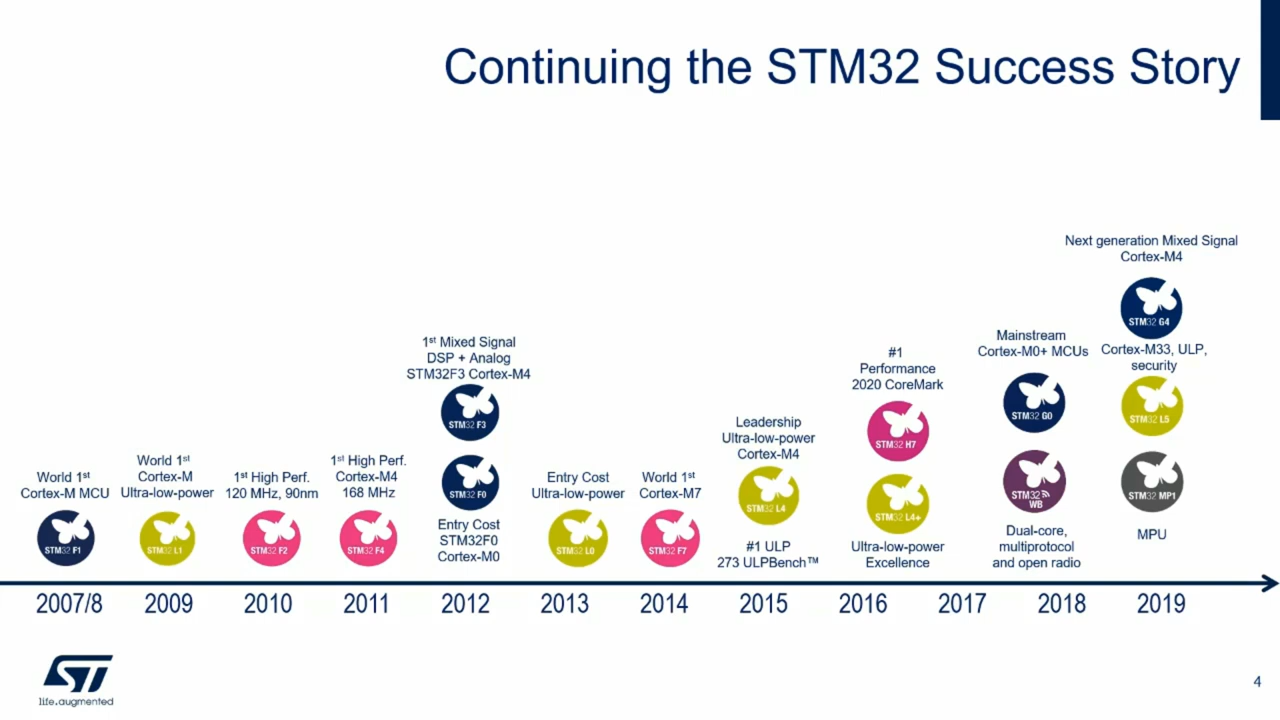 Continuing the STM32 Success Story
World 1st
Cortex-M MCU
STM32 F1
World 1st
Cortex-M
Ultra-low-power
STM32 L1
1st High Perf.
120 MHz, 90nm
STM32 F2
1st High Perf.
Cortex-M4
168 MHz
STM32 F4
1st Mixed Signal
DSP + Analog
STM32F3 Cortex-M4
STM32 F3
STM32 F0
Entry Cost
STM32F0
Cortex-M0
Entry Cost
Ultra-low-power
STM32 L0
World 1st
Cortex-M7
STM32 F7
Leadership
Ultra-low-power
Cortex-M4
STM32 L4
#1 ULP
273 ULPBench™
#1
Performance
2020 CoreMark
STM32 H7
STM32 L4+
Ultra-low-power
Excellence
Mainstream
Cortex-M0+ MCUs
STM32 G0
STM32
WB
Dual-core,
multiprotocol
and open radio
Next generation Mixed Signal
Cortex-M4
STM32 G4
Cortex-M33, ULP,
security
STM32 L5
STM32 MP1
MPU
2007/8 2009 2010 2011 2012 2013 2014 2015 2016 2017 2018 2019
ST
life.augmented
4